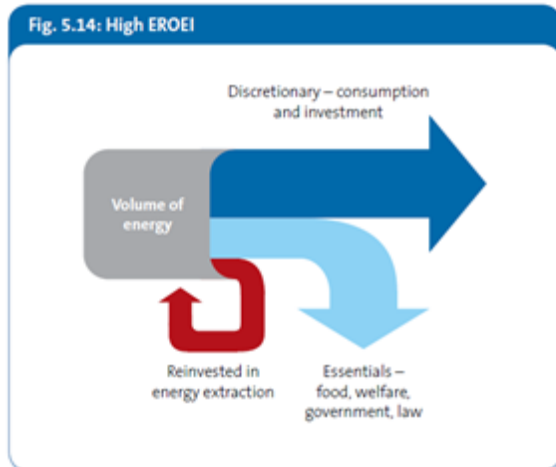 Fig. 5.14: High EROEI
Discretionary – consumption
and investment
Volume of
energy
Reinvested in
energy extraction
Essentials –
food, welfare,
government, law